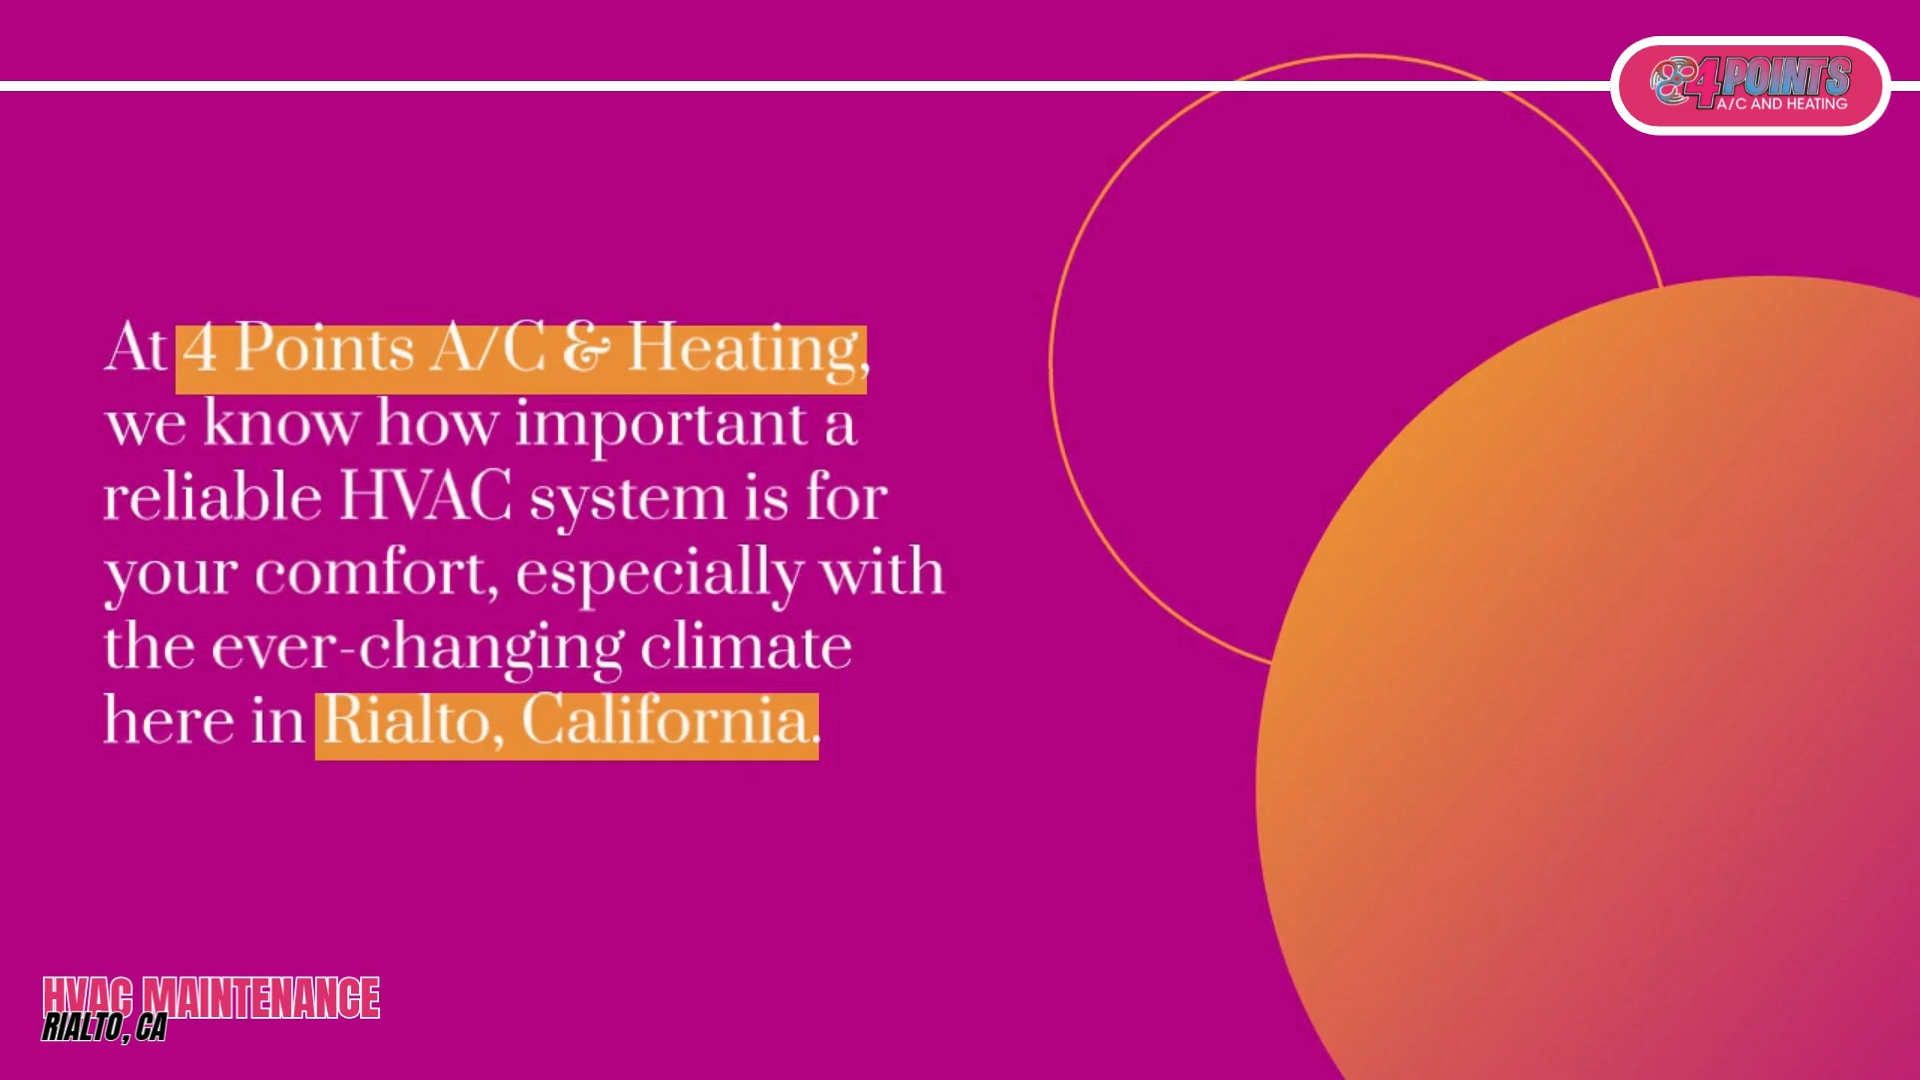 4 POINTS
A/C AND HEATING
At 4 Points A/C & Heating,
we know how important a
reliable HVAC system is for
your comfort, especially with
the ever-changing climate
here in Rialto, California.
HVAC MAINTENANCE
RIALTO, CA